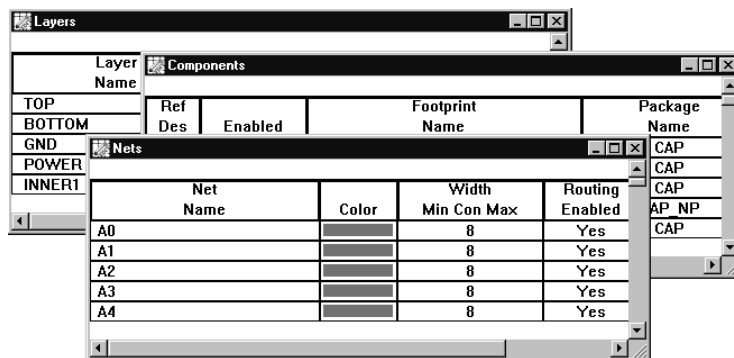 Layers
Layer
Name
TOP
BOTTOM
GND
POWER
INNER1
Components
Ref Des Enabled Footprint Name Package Name
CAP
CAP
CAP
AP_NP
CAP
Nets
Net Name Color Width Min Con Max Routing Enabled
A0 8 Yes
A1 8 Yes
A2 8 Yes
A3 8 Yes
A4 8 Yes